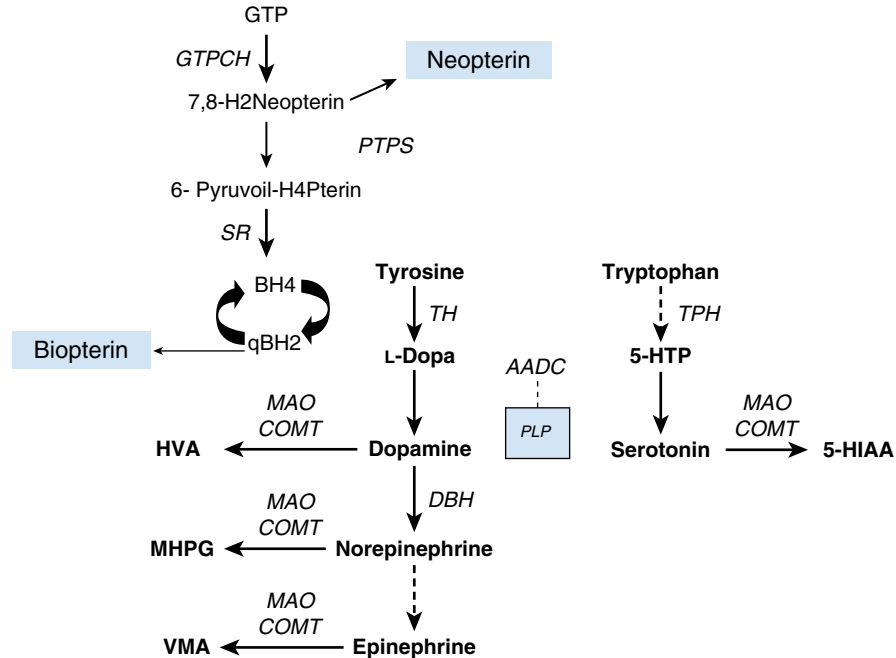 GTP
GTPCH
Neopterin
7,8-H2Neopterin
PTPS
6- Pyruvoil-H4Pterin
SR
BH4
qBH2
Biopterin
Tyrosine
TH
L-Dopa
AADC
PLP
Tryptophan
TPH
5-HTP
MAO
COMT
HVA
Dopamine
Serotonin
MAO
COMT
5-HIAA
DBH
MAO
COMT
MHPG
Norepinephrine
MAO
COMT
VMA
Epinephrine